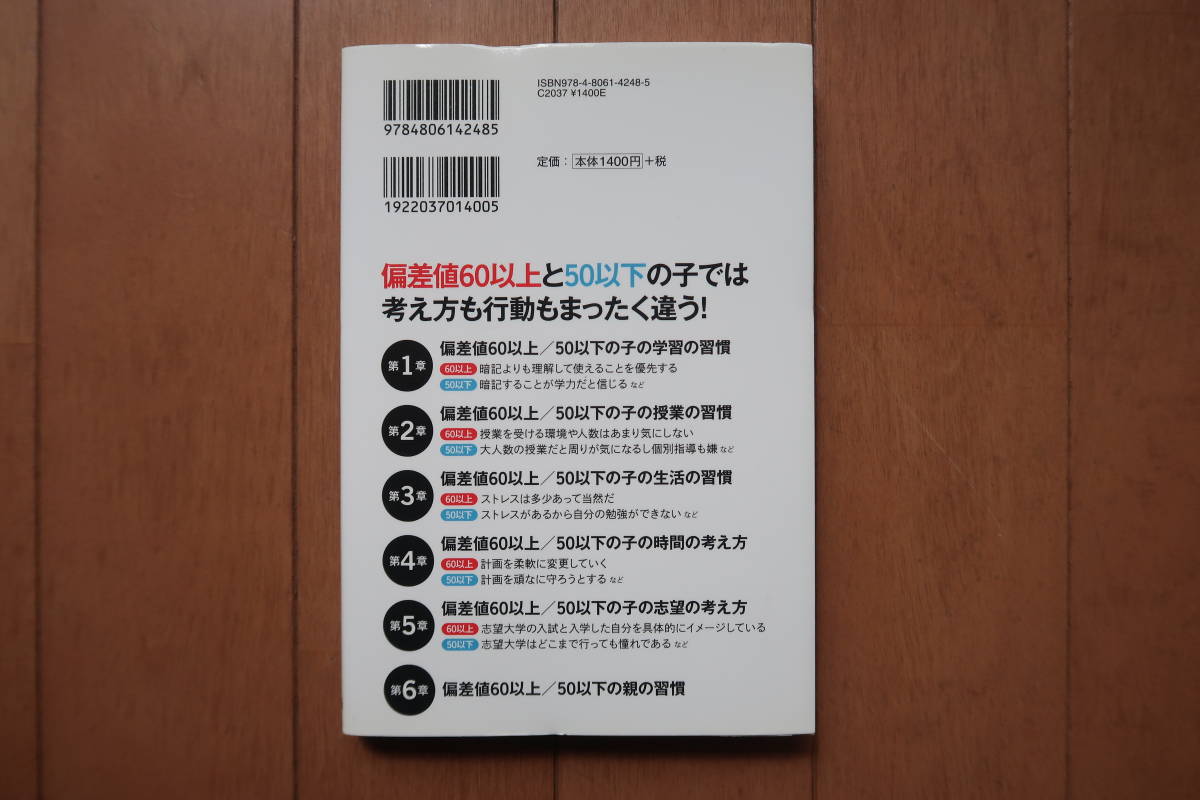 ISBN978-4-8061-4248-5
C2037 ¥1400E
9784806142485
定価：本体1400円+税
1922037014005
偏差値60以上と50以下の子では
考え方も行動もまったく違う!
第1章 偏差値60以上／50以下の子の学習の習慣
60以上 暗記よりも理解して使えることを優先する
50以下 暗記することが学力だと信じる など
第2章 偏差値60以上／50以下の子の授業の習慣
60以上 授業を受ける環境や人数はあまり気にしない
50以下 大人数の授業だと周りが気になるし個別指導も嫌 など
第3章 偏差値60以上／50以下の子の生活の習慣
60以上 ストレスは多少あって当然だ
50以下 ストレスがあるから自分の勉強ができない など
第4章 偏差値60以上／50以下の子の時間の考え方
60以上 計画を柔軟に変更していく
50以下 計画を頑なに守ろうとする など
第5章 偏差値60以上／50以下の子の志望の考え方
60以上 志望大学の入試と入学した自分を具体的にイメージしている
50以下 志望大学はどこまで行っても憧れである など
第6章 偏差値60以上／50以下の親の習慣